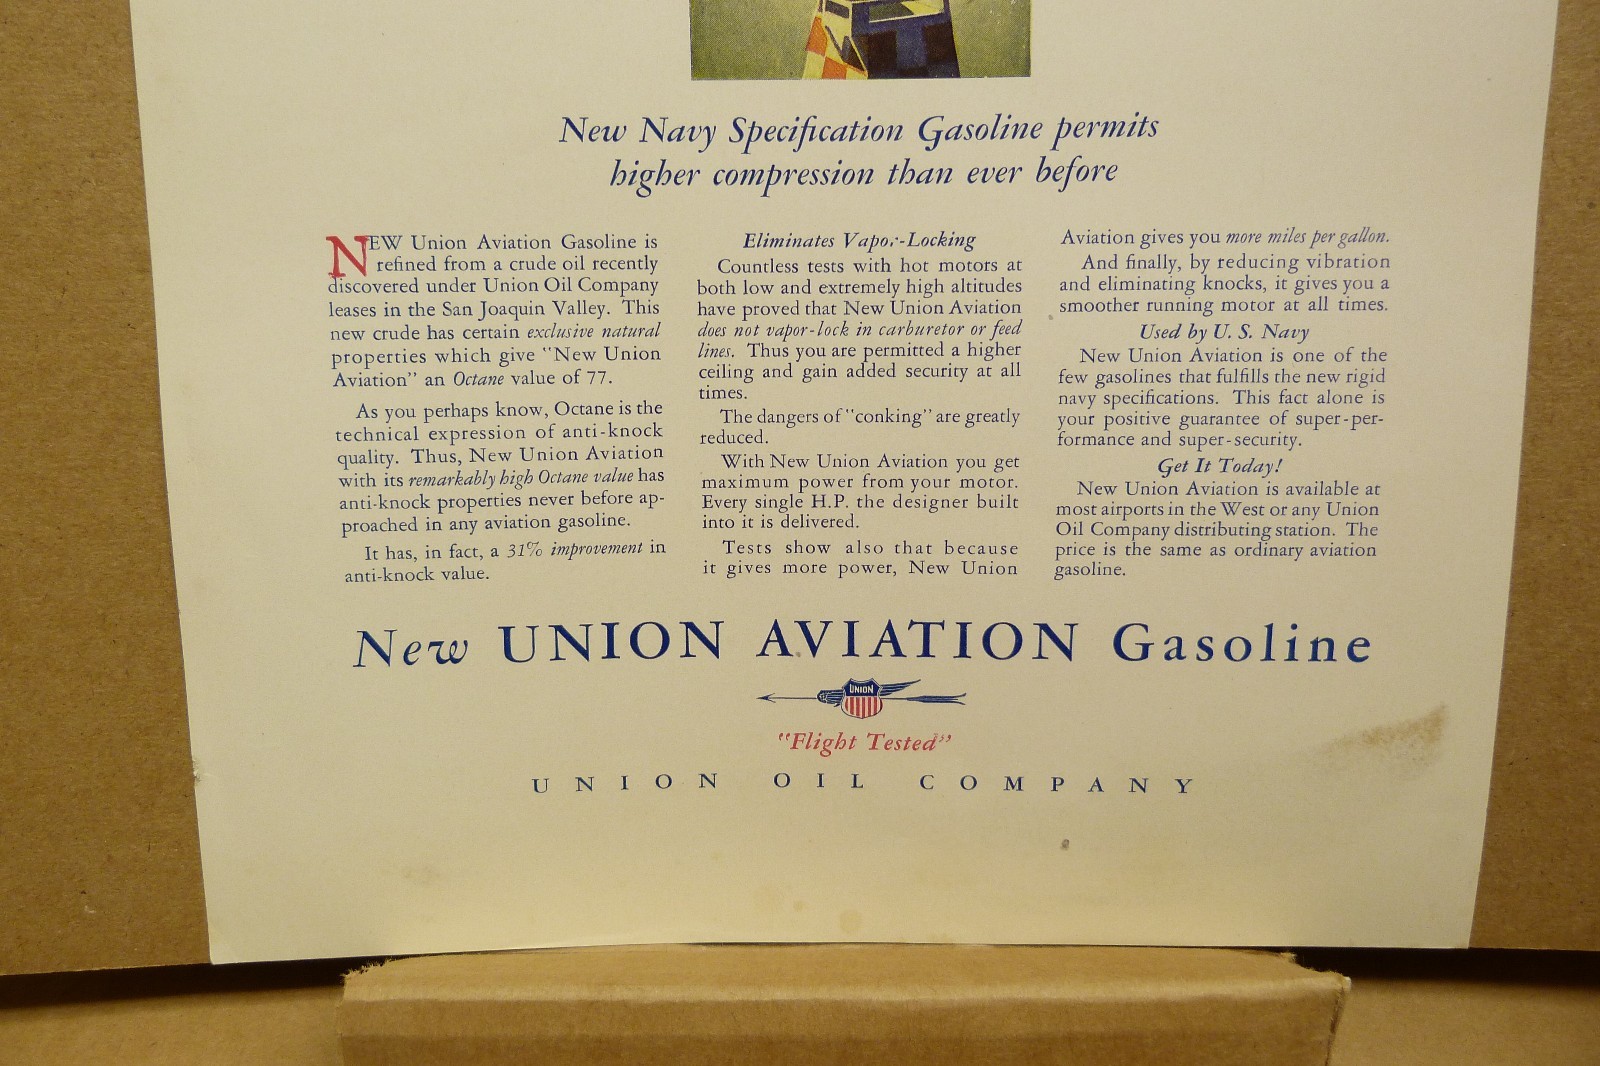 New Navy Specification Gasoline permits
higher compression than ever before
NEW Union Aviation Gasoline is
refined from a crude oil recently
discovered under Union Oil Company
leases in the San Joaquin Valley. This
new crude has certain exclusive natural
properties which give "New Union
Aviation" an Octane value of 77.
As you perhaps know, Octane is the
technical expression of anti-knock
quality. Thus, New Union Aviation
with its remarkably high Octane value has
anti-knock properties never before ap-
proached in any aviation gasoline.
It has, in fact, a 31% improvement in
anti-knock value.
Eliminates Vapor-Locking
Countless tests with hot motors at
both low and extremely high altitudes
have proved that New Union Aviation
does not vapor-lock in carburetor or feed
lines. Thus you are permitted a higher
ceiling and gain added security at all
times.
The dangers of "conking" are greatly
reduced.
With New Union Aviation you get
maximum power from your motor.
Every single H.P. the designer built
into it is delivered.
Tests show also that because
it gives more power, New Union
Aviation gives you more miles per gallon.
And finally, by reducing vibration
and eliminating knocks, it gives you a
smoother running motor at all times.
Used by U. S. Navy
New Union Aviation is one of the
few gasolines that fulfills the new rigid
navy specifications. This fact alone is
your positive guarantee of super-per-
formance and super-security.
Get It Today!
New Union Aviation is available at
most airports in the West or any Union
Oil Company distributing station. The
price is the same as ordinary aviation
gasoline.
New UNION AVIATION Gasoline
UNION
"Flight Tested"
UNION OIL COMPANY